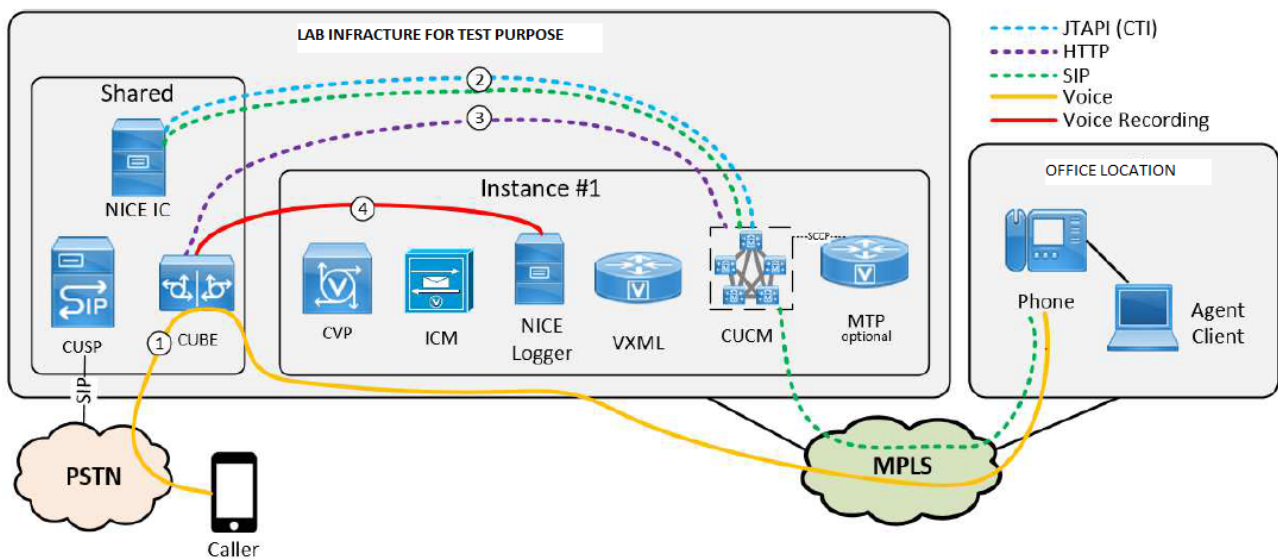 LAB INFRACTURE FOR TEST PURPOSE
JTAPI (CTI)
HTTP
SIP
Voice
Voice Recording
Shared
2
3
NICE IC
Instance #1
4
OFFICE LOCATION
SIP
CUSP
1
CUBE
V
CVP
V
ICM
NICE
Logger
V
VXML
CUCM
SCCP
V
MTP
optional
Phone
Agent
Client
SIP
PSTN
Caller
MPLS